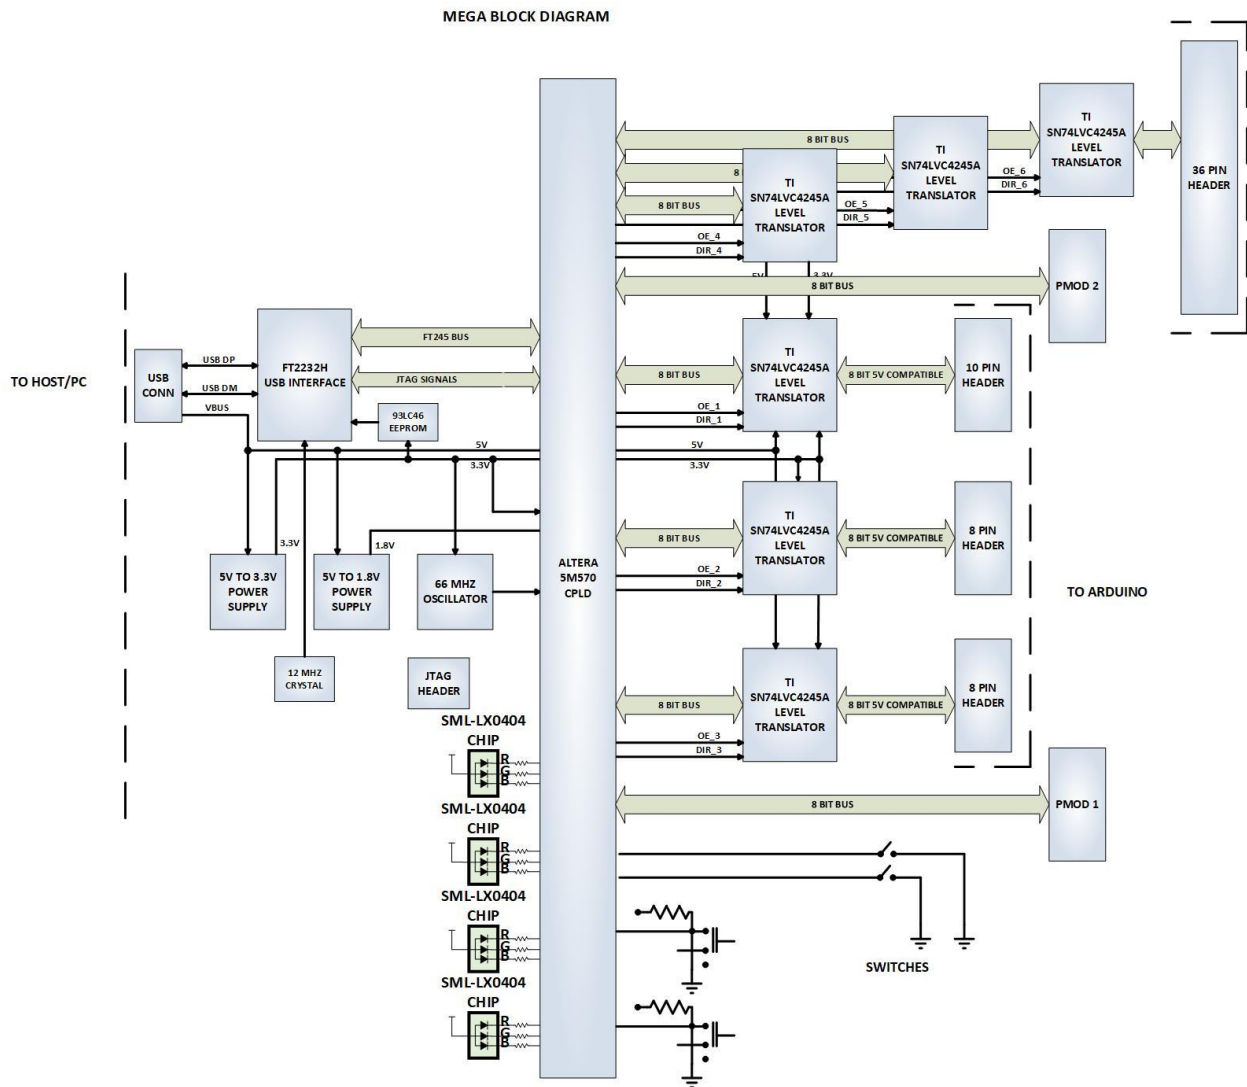 MEGA BLOCK DIAGRAM
TI
SN74LVC4245A
LEVEL
TRANSLATOR
36 PIN
HEADER
8 BIT BUS
TI
SN74LVC4245A
LEVEL
TRANSLATOR
OE_6
DIR_6
8
TI
SN74LVC4245A
LEVEL
TRANSLATOR
8 BIT BUS
OE_5
DIR_5
OE_4
DIR_4
5V
3.3V
8 BIT BUS
PMOD 2
TO HOST/PC
USB
CONN
USB DP
USB DM
VBUS
FT2232H
USB INTERFACE
FT245 BUS
JTAG SIGNALS
93LC46
EEPROM
5V
3.3V
8 BIT BUS
TI
SN74LVC4245A
LEVEL
TRANSLATOR
8 BIT 5V COMPATIBLE
10 PIN
HEADER
OE_1
DIR_1
5V
3.3V
3.3V
1.8V
5V TO 3.3V
POWER
SUPPLY
5V TO 1.8V
POWER
SUPPLY
66 MHZ
OSCILLATOR
ALTERA
5M570
CPLD
8 BIT BUS
TI
SN74LVC4245A
LEVEL
TRANSLATOR
8 BIT 5V COMPATIBLE
8 PIN
HEADER
OE_2
DIR_2
TO ARDUINO
12 MHZ
CRYSTAL
JTAG
HEADER
8 BIT BUS
TI
SN74LVC4245A
LEVEL
TRANSLATOR
8 BIT 5V COMPATIBLE
8 PIN
HEADER
OE_3
DIR_3
SML-LX0404
CHIP
R
G
B
8 BIT BUS
PMOD 1
SML-LX0404
CHIP
R
G
B
SML-LX0404
CHIP
R
G
B
SWITCHES
SML-LX0404
CHIP
R
G
B